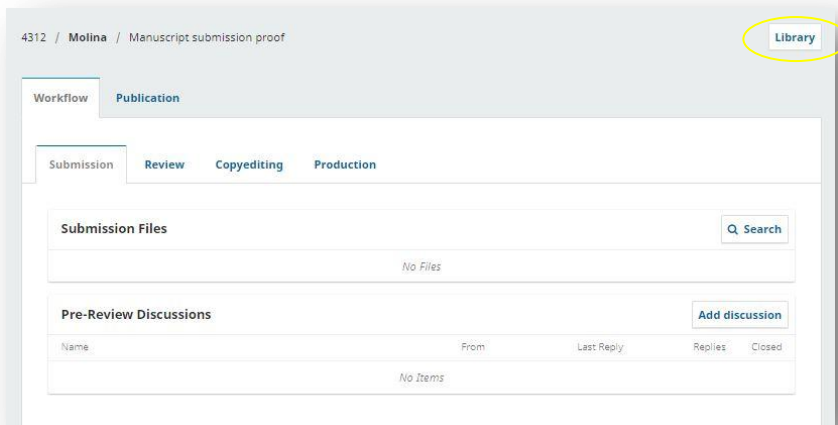 4312 / Molina / Manuscript submission proof Library
Workflow Publication
Submission Review Copyediting Production
Submission Files Search
No Files
Pre-Review Discussions Add discussion
Name From Last Reply Replies Closed
No Items